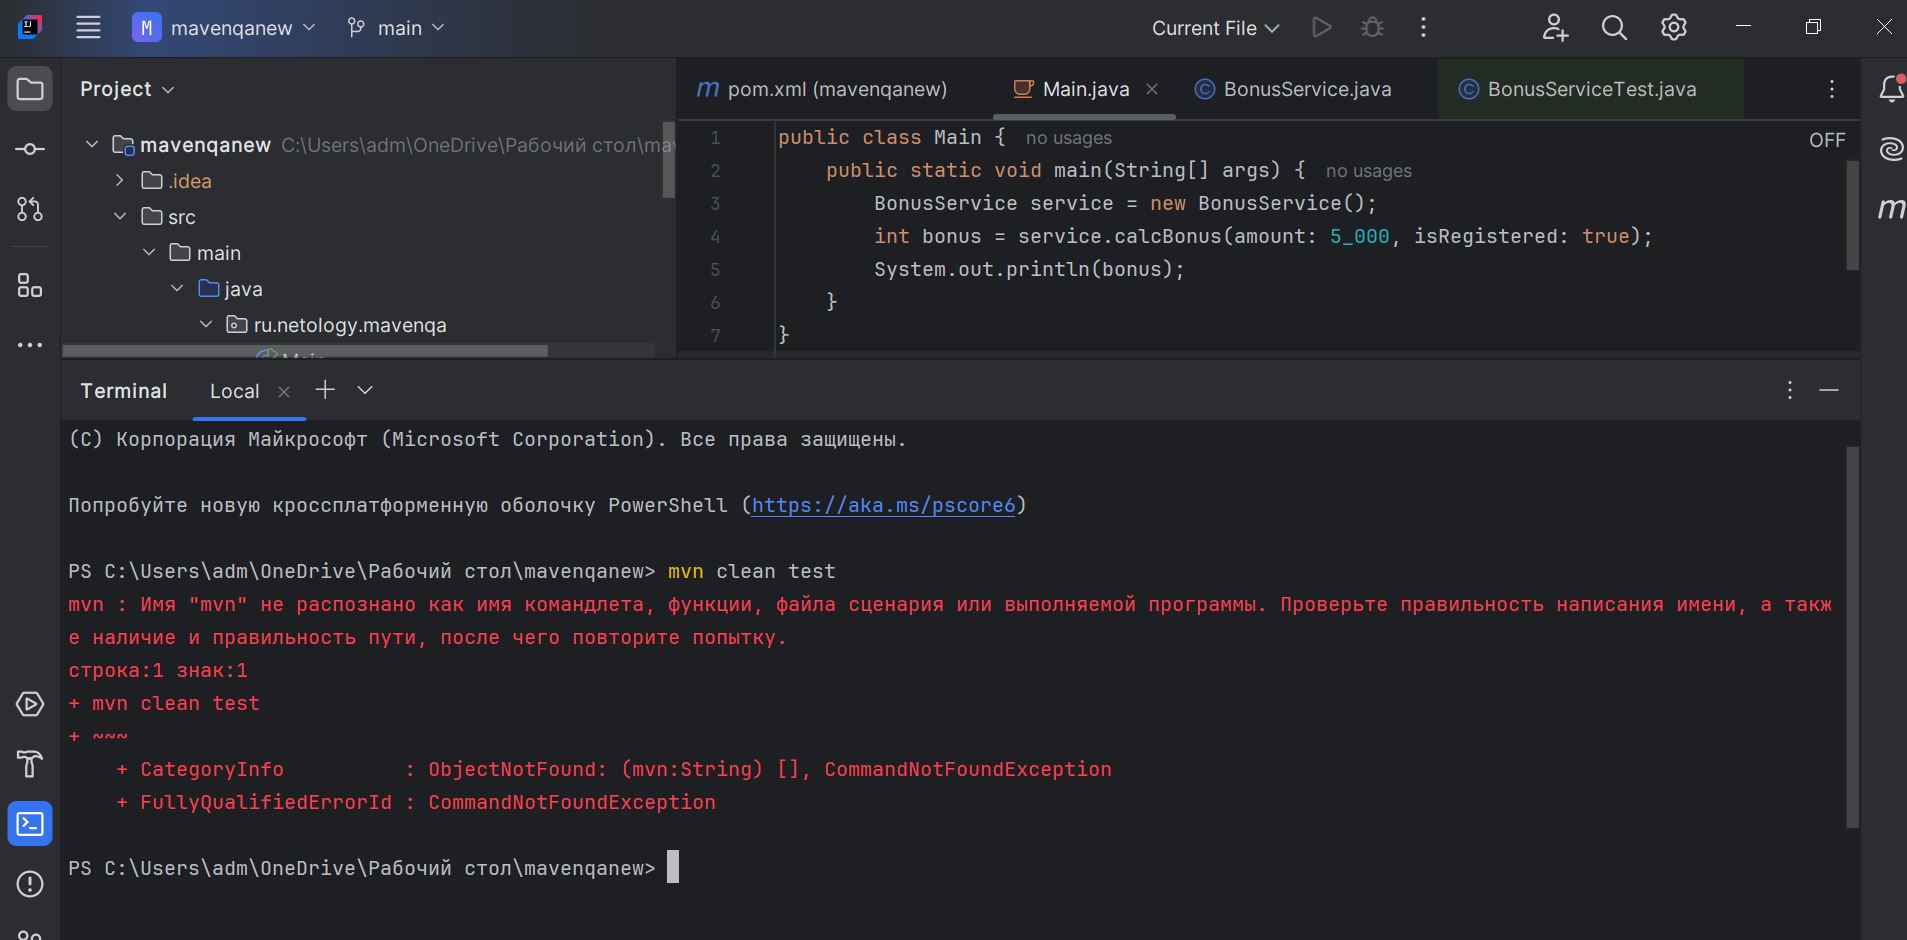 M mavenqanew main Current File
Project
pom.xml (mavenqanew) Main.java BonusService.java BonusServiceTest.java
mavenqanew C:\Users\adm\OneDrive\Рабочий стол\ma
.idea
src
main
java
ru.netology.mavenqa
OFF
1 public class Main { no usages
2 public static void main(String[] args) { no usages
3 BonusService service = new BonusService();
4 int bonus = service.calcBonus(amount: 5_000, isRegistered: true);
5 System.out.println(bonus);
6 }
7 }
Terminal Local
(C) Корпорация Майкрософт (Microsoft Corporation). Все права защищены.
Попробуйте новую кроссплатформенную оболочку PowerShell (https://aka.ms/pscore6)
PS C:\Users\adm\OneDrive\Рабочий стол\mavenqanew> mvn clean test
mvn : Имя "mvn" не распознано как имя командлета, функции, файла сценария или выполняемой программы. Проверьте правильность написания имени, а такж
е наличие и правильность пути, после чего повторите попытку.
строка:1 знак:1
+ mvn clean test
+ ~~~
+ CategoryInfo : ObjectNotFound: (mvn:String) [], CommandNotFoundException
+ FullyQualifiedErrorId : CommandNotFoundException
PS C:\Users\adm\OneDrive\Рабочий стол\mavenqanew>